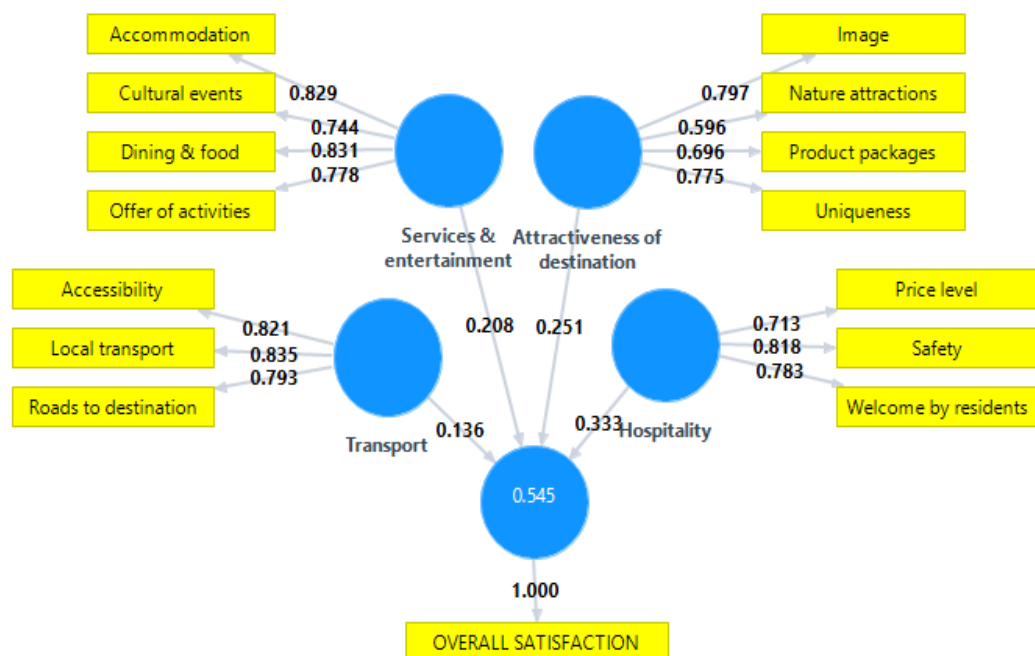 Accommodation
Image
0.829
0.797
Cultural events
Nature attractions
0.744
0.596
Dining & food
Product packages
0.831
0.696
0.778
0.775
Offer of activities
Uniqueness
Services &
entertainment
Attractiveness of
destination
Accessibility
Price level
0.821
0.208
0.251
0.713
Local transport
Safety
0.835
0.818
0.793
0.783
Roads to destination
Welcome by residents
Transport
0.136
0.333
Hospitality
0.545
1.000
OVERALL SATISFACTION